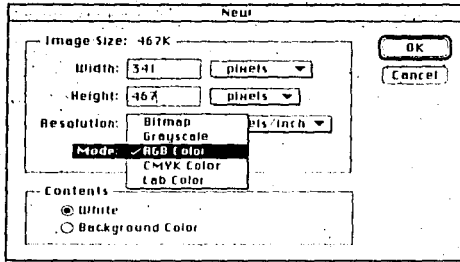 New
Image Size: 467K
OK
Width: 341 pixels
Cancel
Height: 467 pixels
Resolution: els/inch
Bitmap
Grayscale
Mode: ✓RGB Color
CMYK Color
Lab Color
Contents
White
Background Color